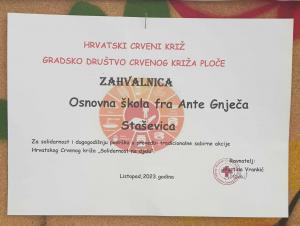 HRVATSKI CRVENI KRIŽ
GRADSKO DRUŠTVO CRVENOG KRIŽA PLOČE
ZAHVALNICA
Osnovna škola fra Ante Gnječa
Staševica
Za solidarnost i dugogodišnju podršku u provedbi tradicionalne sabirne akcije
Hrvatskog Crvenog križa „Solidarnost na djelu"
Ravnatelj:
Vrankić
Listopad, 2023. godine